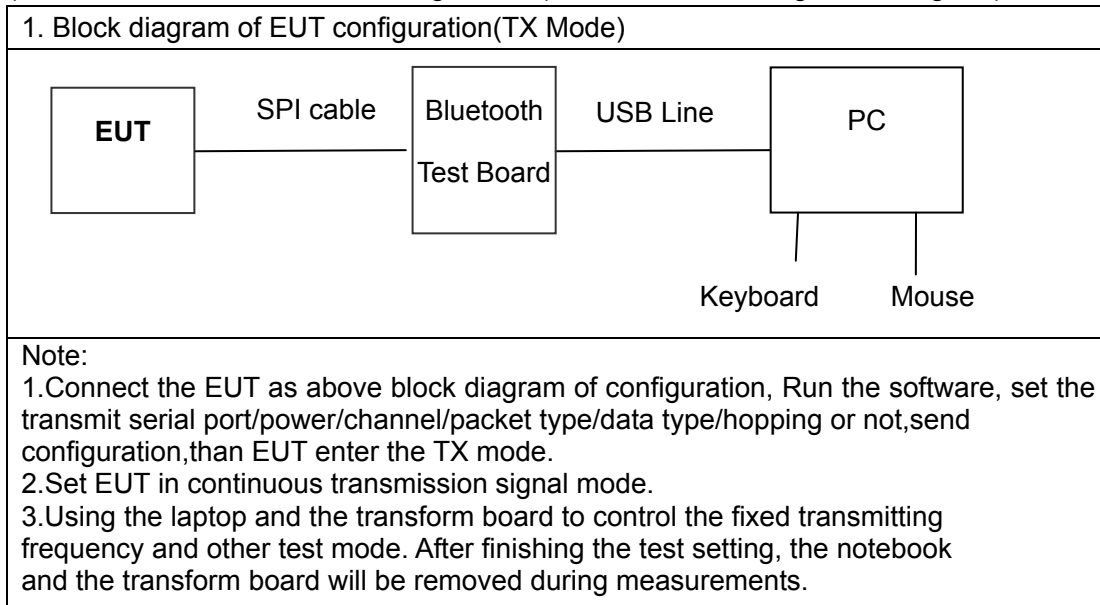 1. Block diagram of EUT configuration(TX Mode)
EUT
SPI cable
Bluetooth
Test Board
USB Line
PC
Keyboard
Mouse
Note:
1.Connect the EUT as above block diagram of configuration, Run the software, set the
transmit serial port/power/channel/packet type/data type/hopping or not,send
configuration,than EUT enter the TX mode.
2.Set EUT in continuous transmission signal mode.
3.Using the laptop and the transform board to control the fixed transmitting
frequency and other test mode. After finishing the test setting, the notebook
and the transform board will be removed during measurements.